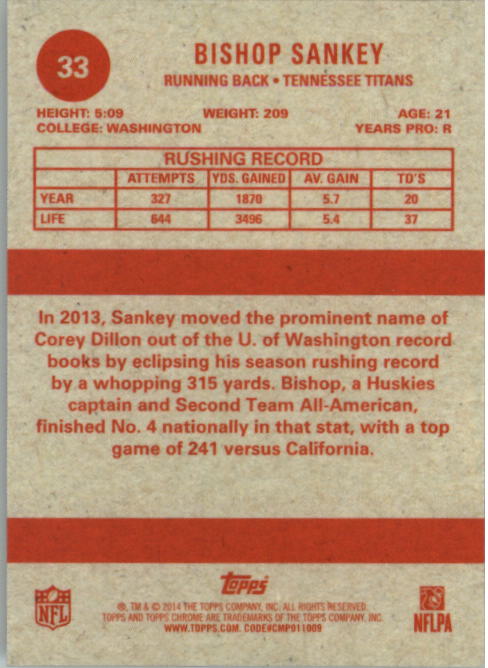 33
BISHOP SANKEY
RUNNING BACK • TENNESSEE TITANS
HEIGHT: 5:09 WEIGHT: 209 AGE: 21
COLLEGE: WASHINGTON YEARS PRO: R
RUSHING RECORD
ATTEMPTS YDS. GAINED AV. GAIN TD'S
YEAR 327 1870 5.7 20
LIFE 644 3496 5.4 37
In 2013, Sankey moved the prominent name of
Corey Dillon out of the U. of Washington record
books by eclipsing his season rushing record
by a whopping 315 yards. Bishop, a Huskies
captain and Second Team All-American,
finished No. 4 nationally in that stat, with a top
game of 241 versus California.
NFL
Topps
®, TM & © 2014 THE TOPPS COMPANY, INC. ALL RIGHTS RESERVED.
TOPPS AND TOPPS CHROME ARE TRADEMARKS OF THE TOPPS COMPANY, INC.
WWW.TOPPS.COM. CODE#CMP011009
NFLPA